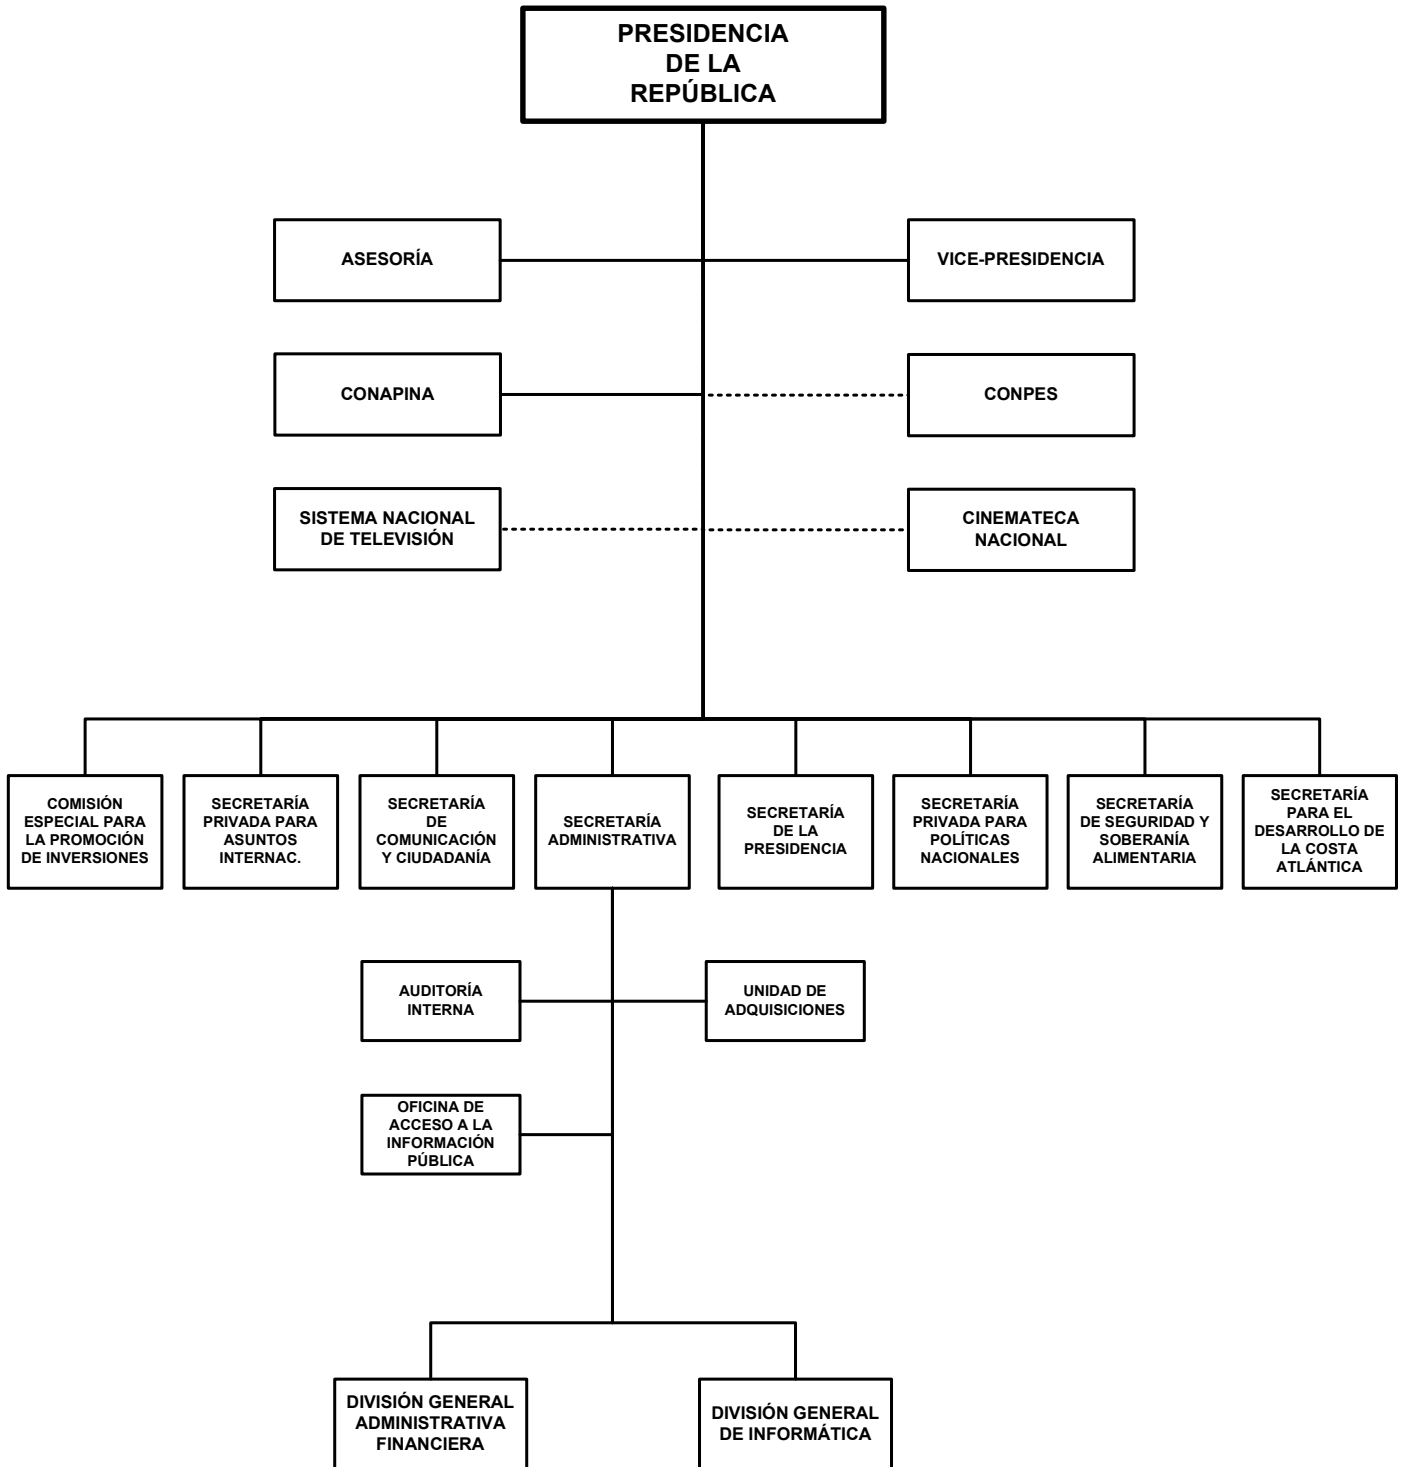 PRESIDENCIA
DE LA
REPÚBLICA
ASESORÍA
VICE-PRESIDENCIA
CONAPINA
CONPES
SISTEMA NACIONAL
DE TELEVISIÓN
CINEMATECA
NACIONAL
COMISIÓN
ESPECIAL PARA
LA PROMOCIÓN
DE INVERSIONES
SECRETARÍA
PRIVADA PARA
ASUNTOS
INTERNAC.
SECRETARÍA
DE
COMUNICACIÓN
Y CIUDADANÍA
SECRETARÍA
ADMINISTRATIVA
SECRETARÍA
DE LA
PRESIDENCIA
SECRETARÍA
PRIVADA PARA
POLÍTICAS
NACIONALES
SECRETARÍA
DE SEGURIDAD Y
SOBERANÍA
ALIMENTARIA
SECRETARÍA
PARA EL
DESARROLLO DE
LA COSTA
ATLÁNTICA
AUDITORÍA
INTERNA
UNIDAD DE
ADQUISICIONES
OFICINA DE
ACCESO A LA
INFORMACIÓN
PÚBLICA
DIVISIÓN GENERAL
ADMINISTRATIVA
FINANCIERA
DIVISIÓN GENERAL
DE INFORMÁTICA